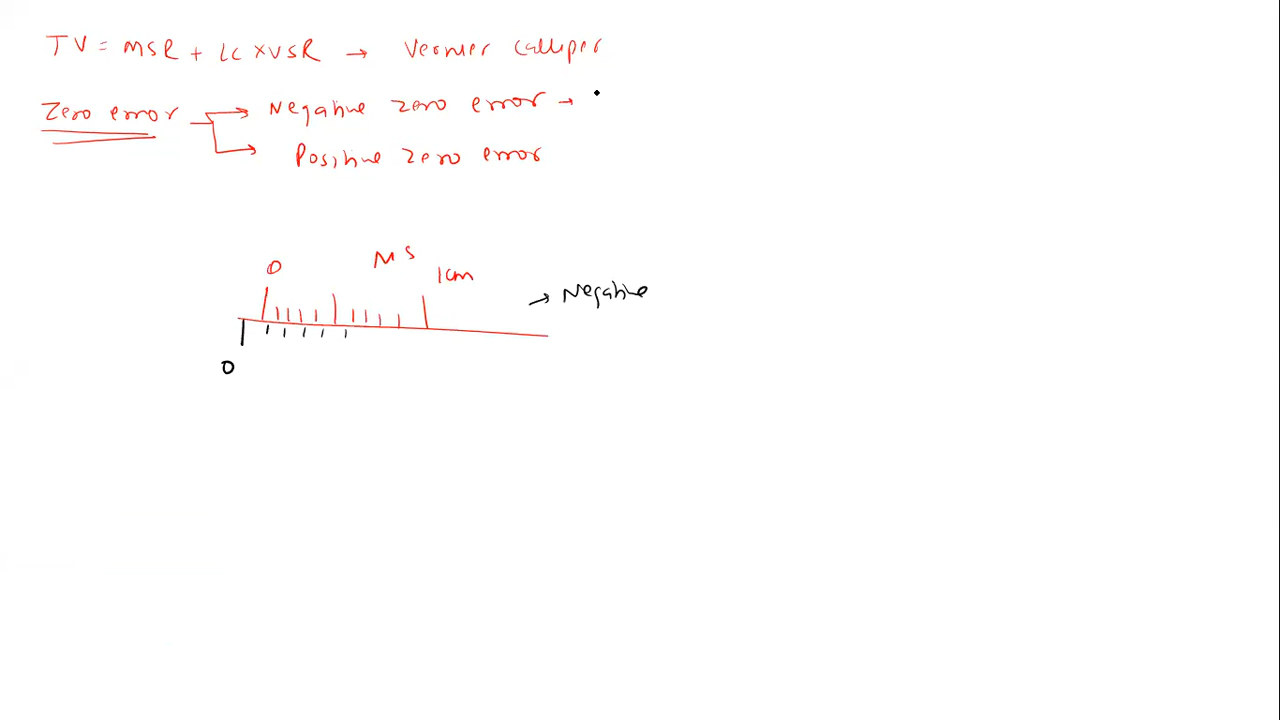 TV = MSR + LC × VSR → Vernier Calliper
Zero error → Negative zero error →
→ Positive zero error
0 MS 1cm
→ Negative
0